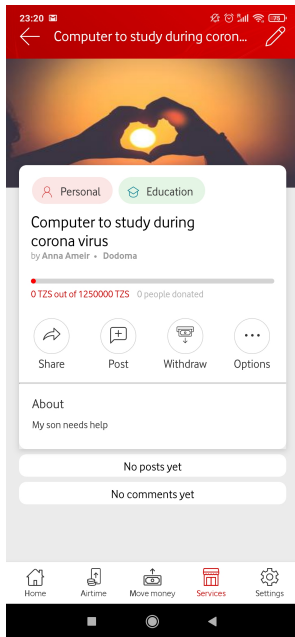 23:20
75
Computer to study during coron...
Personal
Education
Computer to study during
corona virus
by Anna Ameir • Dodoma
0 TZS out of 1250000 TZS 0 people donated
Share Post Withdraw Options
About
My son needs help
No posts yet
No comments yet
Home Airtime Move money Services Settings